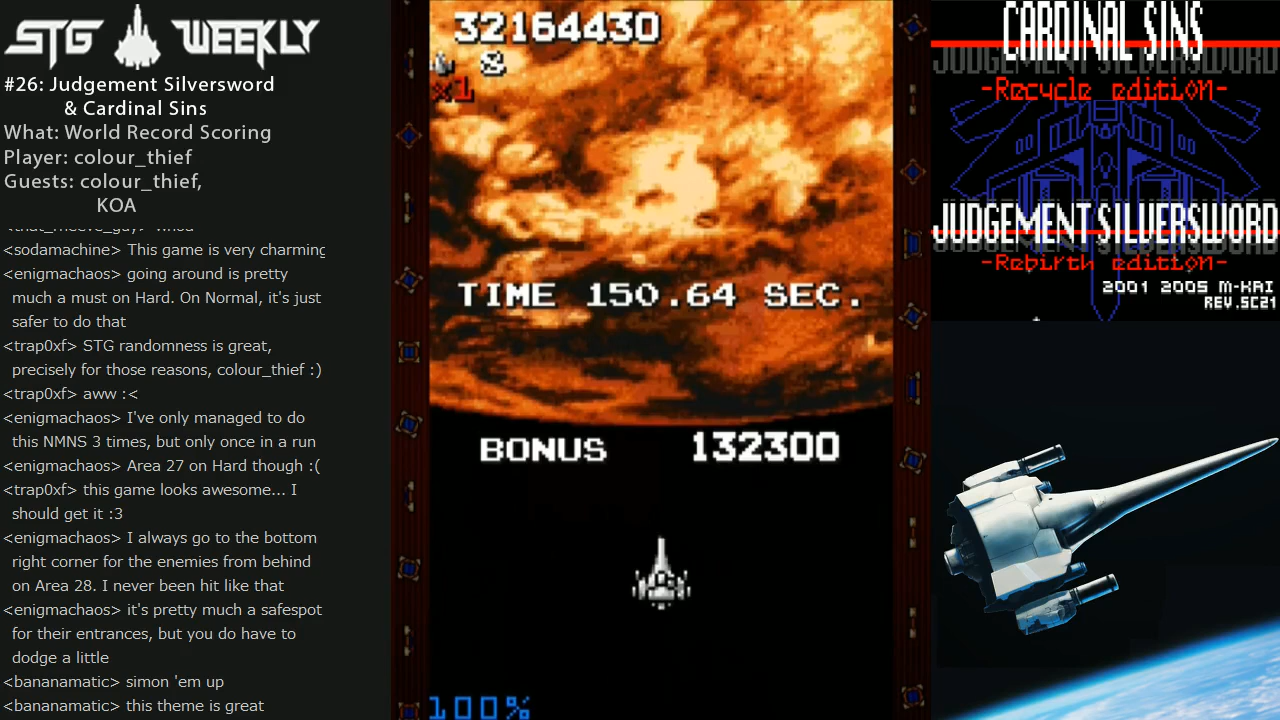 STG WEEKLY
#26: Judgement Silversword
& Cardinal Sins
What: World Record Scoring
Player: colour_thief
Guests: colour_thief,
KOA
<sodamachine> This game is very charming
<enigmachaos> going around is pretty
much a must on Hard. On Normal, it's just
safer to do that
<trap0xf> STG randomness is great,
precisely for those reasons, colour_thief :)
<trap0xf> aww :<
<enigmachaos> I've only managed to do
this NMNS 3 times, but only once in a run
<enigmachaos> Area 27 on Hard though :(
<trap0xf> this game looks awesome... I
should get it :3
<enigmachaos> I always go to the bottom
right corner for the enemies from behind
on Area 28. I never been hit like that
<enigmachaos> it's pretty much a safespot
for their entrances, but you do have to
dodge a little
<bananamatic> simon 'em up
<bananamatic> this theme is great
32164430
8
x1
TIME 150.64 SEC.
BONUS 132300
100%
CARDINAL SINS
-Recycle edition-
JUDGEMENT SILVERSWORD
-Rebirth edition-
2001 2005 M-KAI
REV.5C21